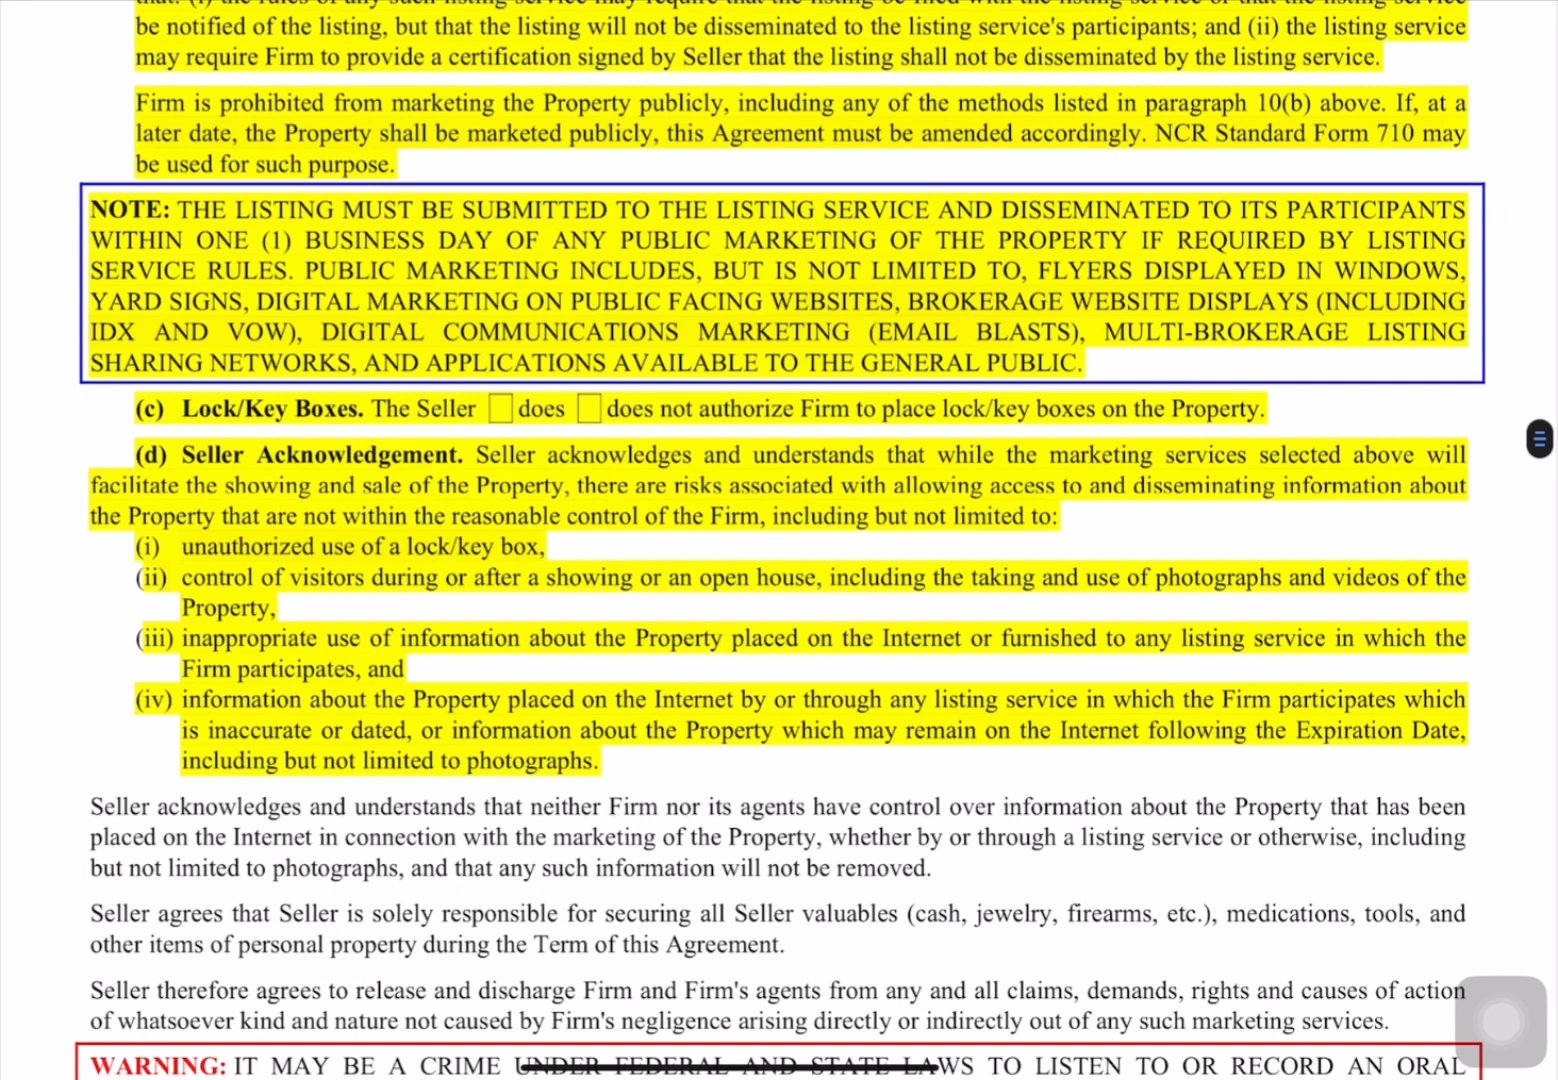 be notified of the listing, but that the listing will not be disseminated to the listing service's participants; and (ii) the listing service
may require Firm to provide a certification signed by Seller that the listing shall not be disseminated by the listing service.
Firm is prohibited from marketing the Property publicly, including any of the methods listed in paragraph 10(b) above. If, at a
later date, the Property shall be marketed publicly, this Agreement must be amended accordingly. NCR Standard Form 710 may
be used for such purpose.
NOTE: THE LISTING MUST BE SUBMITTED TO THE LISTING SERVICE AND DISSEMINATED TO ITS PARTICIPANTS
WITHIN ONE (1) BUSINESS DAY OF ANY PUBLIC MARKETING OF THE PROPERTY IF REQUIRED BY LISTING
SERVICE RULES. PUBLIC MARKETING INCLUDES, BUT IS NOT LIMITED TO, FLYERS DISPLAYED IN WINDOWS,
YARD SIGNS, DIGITAL MARKETING ON PUBLIC FACING WEBSITES, BROKERAGE WEBSITE DISPLAYS (INCLUDING
IDX AND VOW), DIGITAL COMMUNICATIONS MARKETING (EMAIL BLASTS), MULTI-BROKERAGE LISTING
SHARING NETWORKS, AND APPLICATIONS AVAILABLE TO THE GENERAL PUBLIC.
(c) Lock/Key Boxes. The Seller does does not authorize Firm to place lock/key boxes on the Property.
(d) Seller Acknowledgement. Seller acknowledges and understands that while the marketing services selected above will
facilitate the showing and sale of the Property, there are risks associated with allowing access to and disseminating information about
the Property that are not within the reasonable control of the Firm, including but not limited to:
(i) unauthorized use of a lock/key box,
(ii) control of visitors during or after a showing or an open house, including the taking and use of photographs and videos of the
Property,
(iii) inappropriate use of information about the Property placed on the Internet or furnished to any listing service in which the
Firm participates, and
(iv) information about the Property placed on the Internet by or through any listing service in which the Firm participates which
is inaccurate or dated, or information about the Property which may remain on the Internet following the Expiration Date,
including but not limited to photographs.
Seller acknowledges and understands that neither Firm nor its agents have control over information about the Property that has been
placed on the Internet in connection with the marketing of the Property, whether by or through a listing service or otherwise, including
but not limited to photographs, and that any such information will not be removed.
Seller agrees that Seller is solely responsible for securing all Seller valuables (cash, jewelry, firearms, etc.), medications, tools, and
other items of personal property during the Term of this Agreement.
Seller therefore agrees to release and discharge Firm and Firm's agents from any and all claims, demands, rights and causes of action
of whatsoever kind and nature not caused by Firm's negligence arising directly or indirectly out of any such marketing services.
WARNING: IT MAY BE A CRIME UNDER FEDERAL AND STATE LAWS TO LISTEN TO OR RECORD AN ORAL